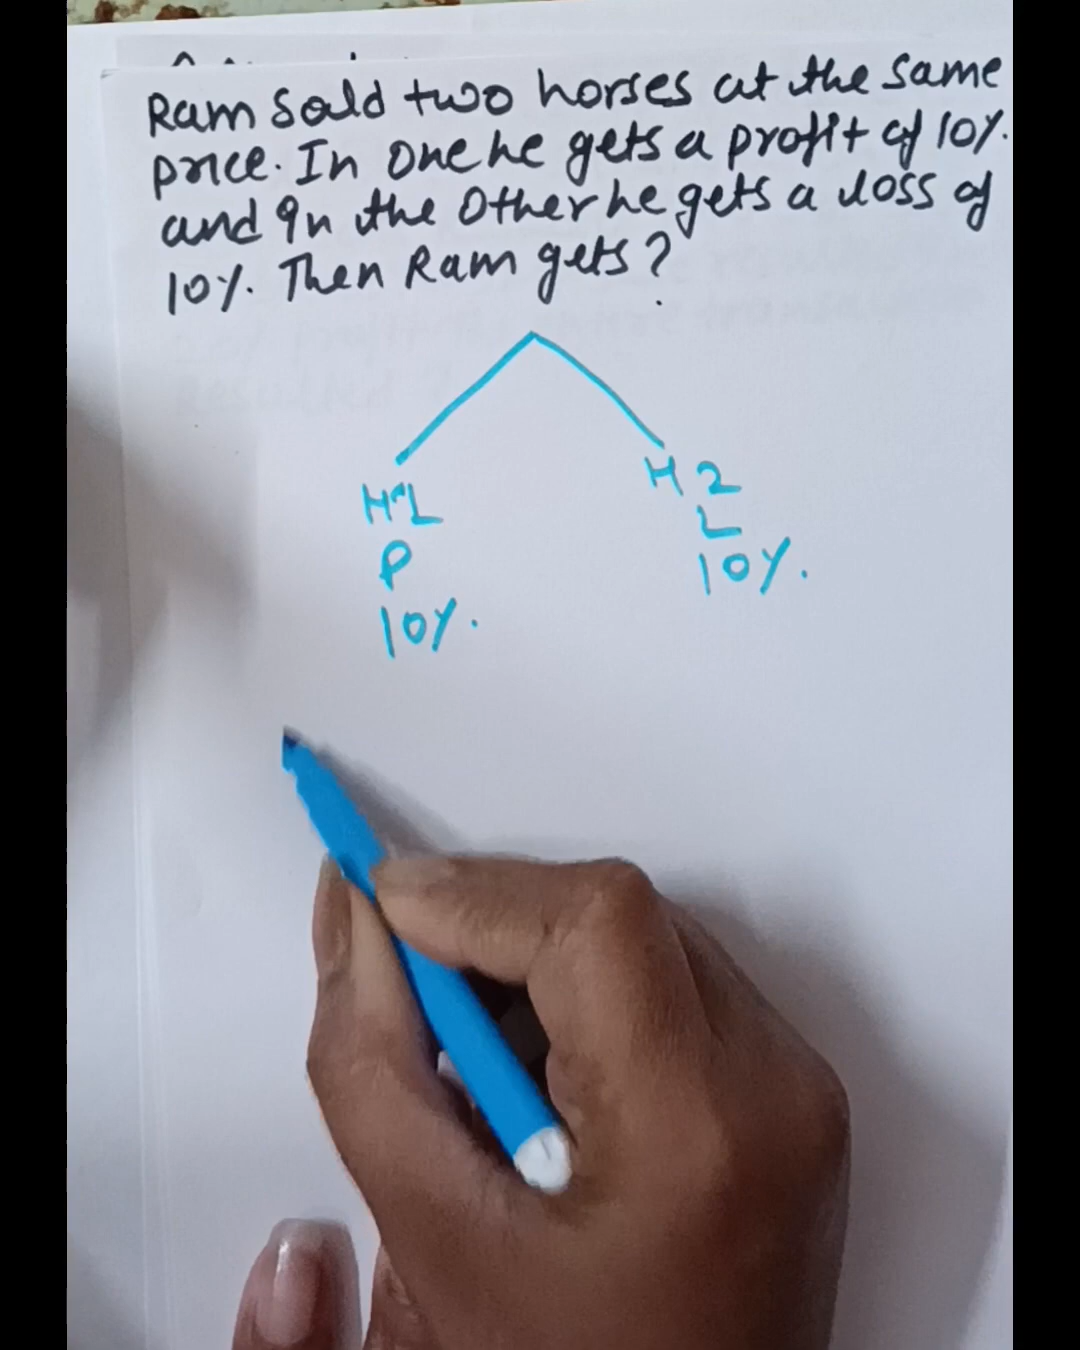 Ram Sold two horses at the same
price. In One he gets a profit of 10%.
and In the Other he gets a loss of
10%. Then Ram gets?
H1 H2
P L
10% 10%.